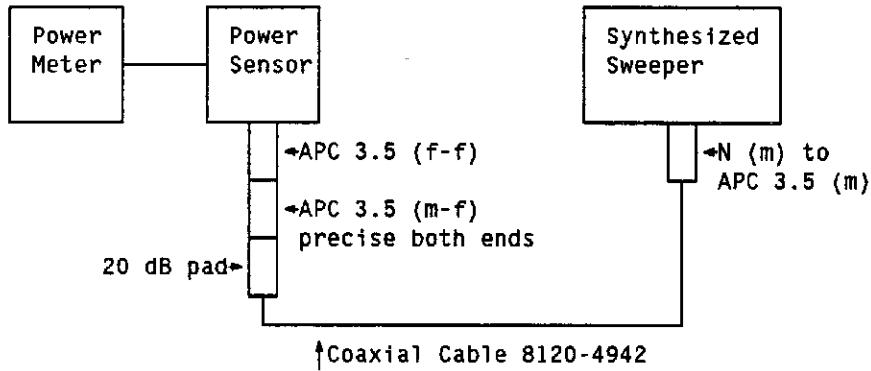 Power
Meter
Power
Sensor
Synthesized
Sweeper
APC 3.5 (f-f)
N (m) to
APC 3.5 (m)
APC 3.5 (m-f)
precise both ends
20 dB pad
Coaxial Cable 8120-4942